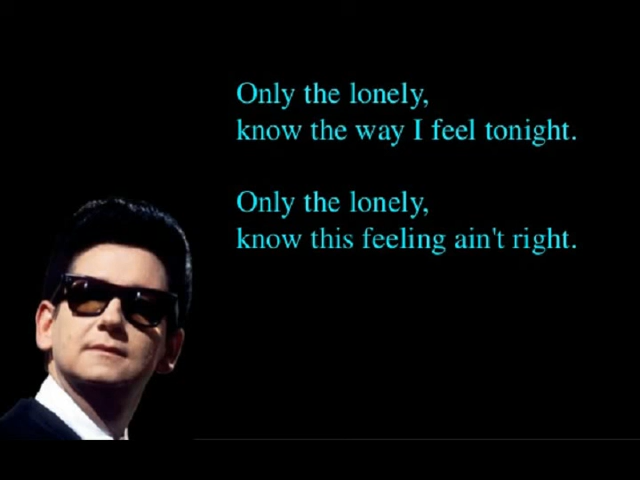 Only the lonely,
know the way I feel tonight.
Only the lonely,
know this feeling ain't right.